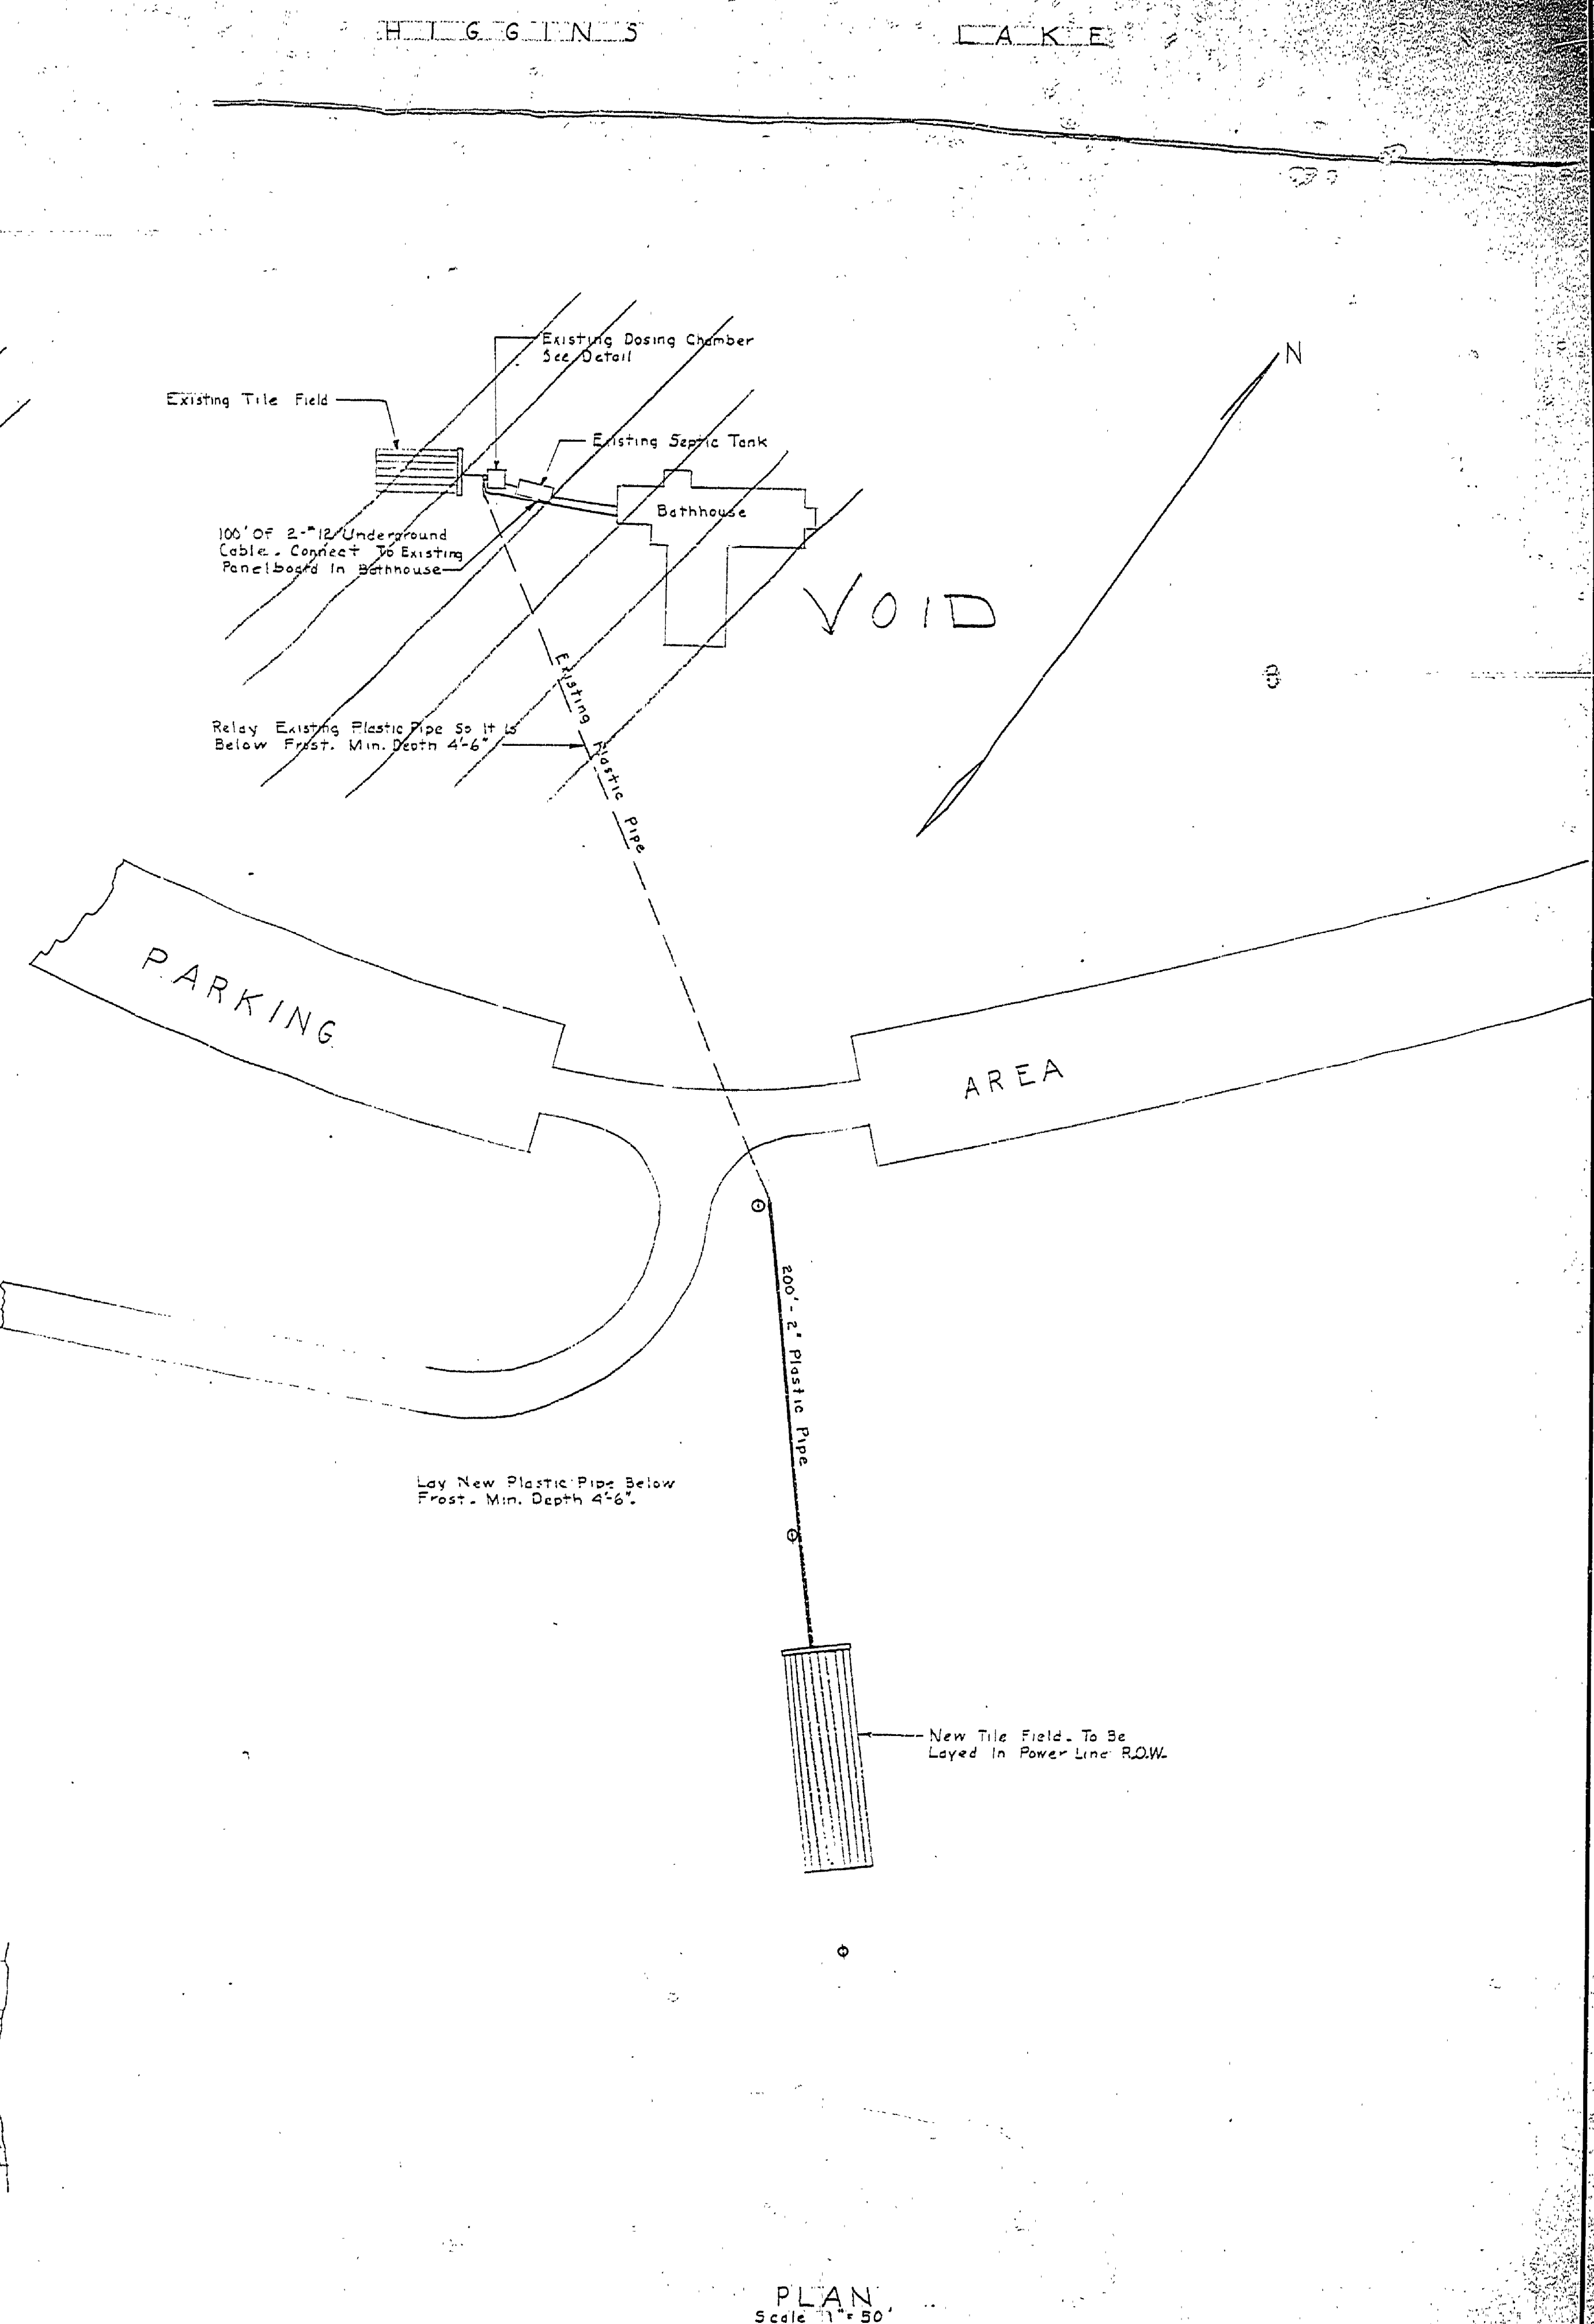 HIGGINS LAKE
N
Existing Dosing Chamber
See Detail
Existing Tile Field
Existing Septic Tank
Bathhouse
100' Of 2-#12 Underground
Cable. Connect To Existing
Panelboard In Bathhouse
VOID
Existing Plastic Pipe
Relay Existing Plastic Pipe So It Is
Below Frost. Min. Depth 4'-6"
PARKING
AREA
200'-2" Plastic Pipe
Lay New Plastic Pipe Below
Frost. Min. Depth 4'-6".
New Tile Field. To Be
Layed In Power Line R.O.W.
PLAN
Scale 1"=50'